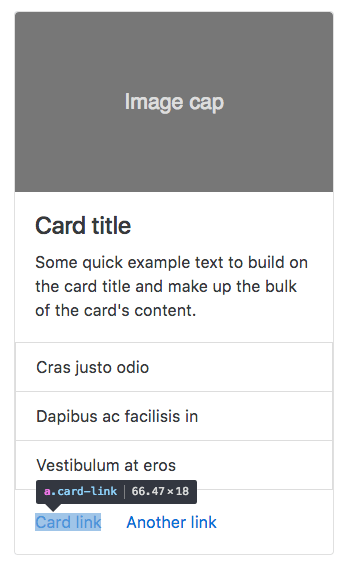 Image cap
Card title
Some quick example text to build on
the card title and make up the bulk
of the card's content.
Cras justo odio
Dapibus ac facilisis in
Vestibulum at eros
a.card-link | 66.47×18
Card link Another link